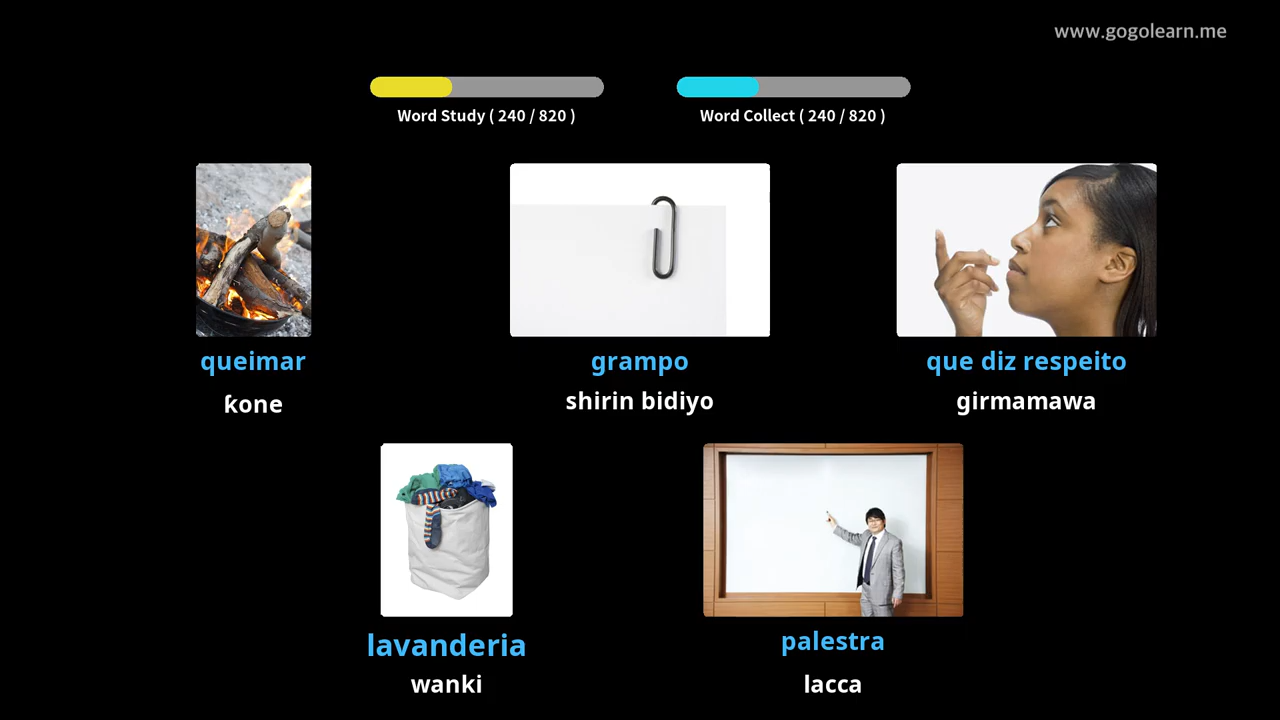 www.gogolearn.me
Word Study ( 240 / 820 )
Word Collect ( 240 / 820 )
queimar
ƙone
grampo
shirin bidiyo
que diz respeito
girmamawa
lavanderia
wanki
palestra
lacca